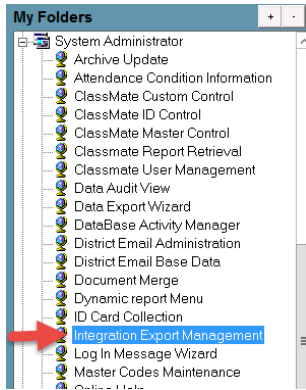 My Folders + -
System Administrator
Archive Update
Attendance Condition Information
ClassMate Custom Control
ClassMate ID Control
ClassMate Master Control
Classmate Report Retrieval
Classmate User Management
Data Audit View
Data Export Wizard
DataBase Activity Manager
District Email Administration
District Email Base Data
Document Merge
Dynamic report Menu
ID Card Collection
Integration Export Management
Log In Message Wizard
Master Codes Maintenance
Online Help